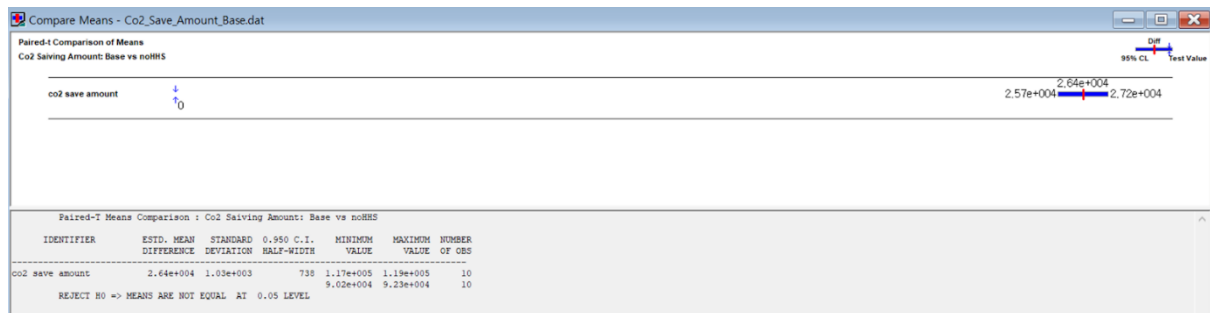 Compare Means - Co2_Save_Amount_Base.dat
Paired-t Comparison of Means
Co2 Saiving Amount: Base vs noHHS
Diff
95% CL Test Value
co2 save amount
0
2.64e+004
2.57e+004 2.72e+004
Paired-T Means Comparison : Co2 Saiving Amount: Base vs noHHS
IDENTIFIER ESTD. MEAN STANDARD 0.950 C.I. MINIMUM MAXIMUM NUMBER
DIFFERENCE DEVIATION HALF-WIDTH VALUE VALUE OF OBS
co2 save amount 2.64e+004 1.03e+003 738 1.17e+005 1.19e+005 10
9.02e+004 9.23e+004 10
REJECT H0 => MEANS ARE NOT EQUAL AT 0.05 LEVEL